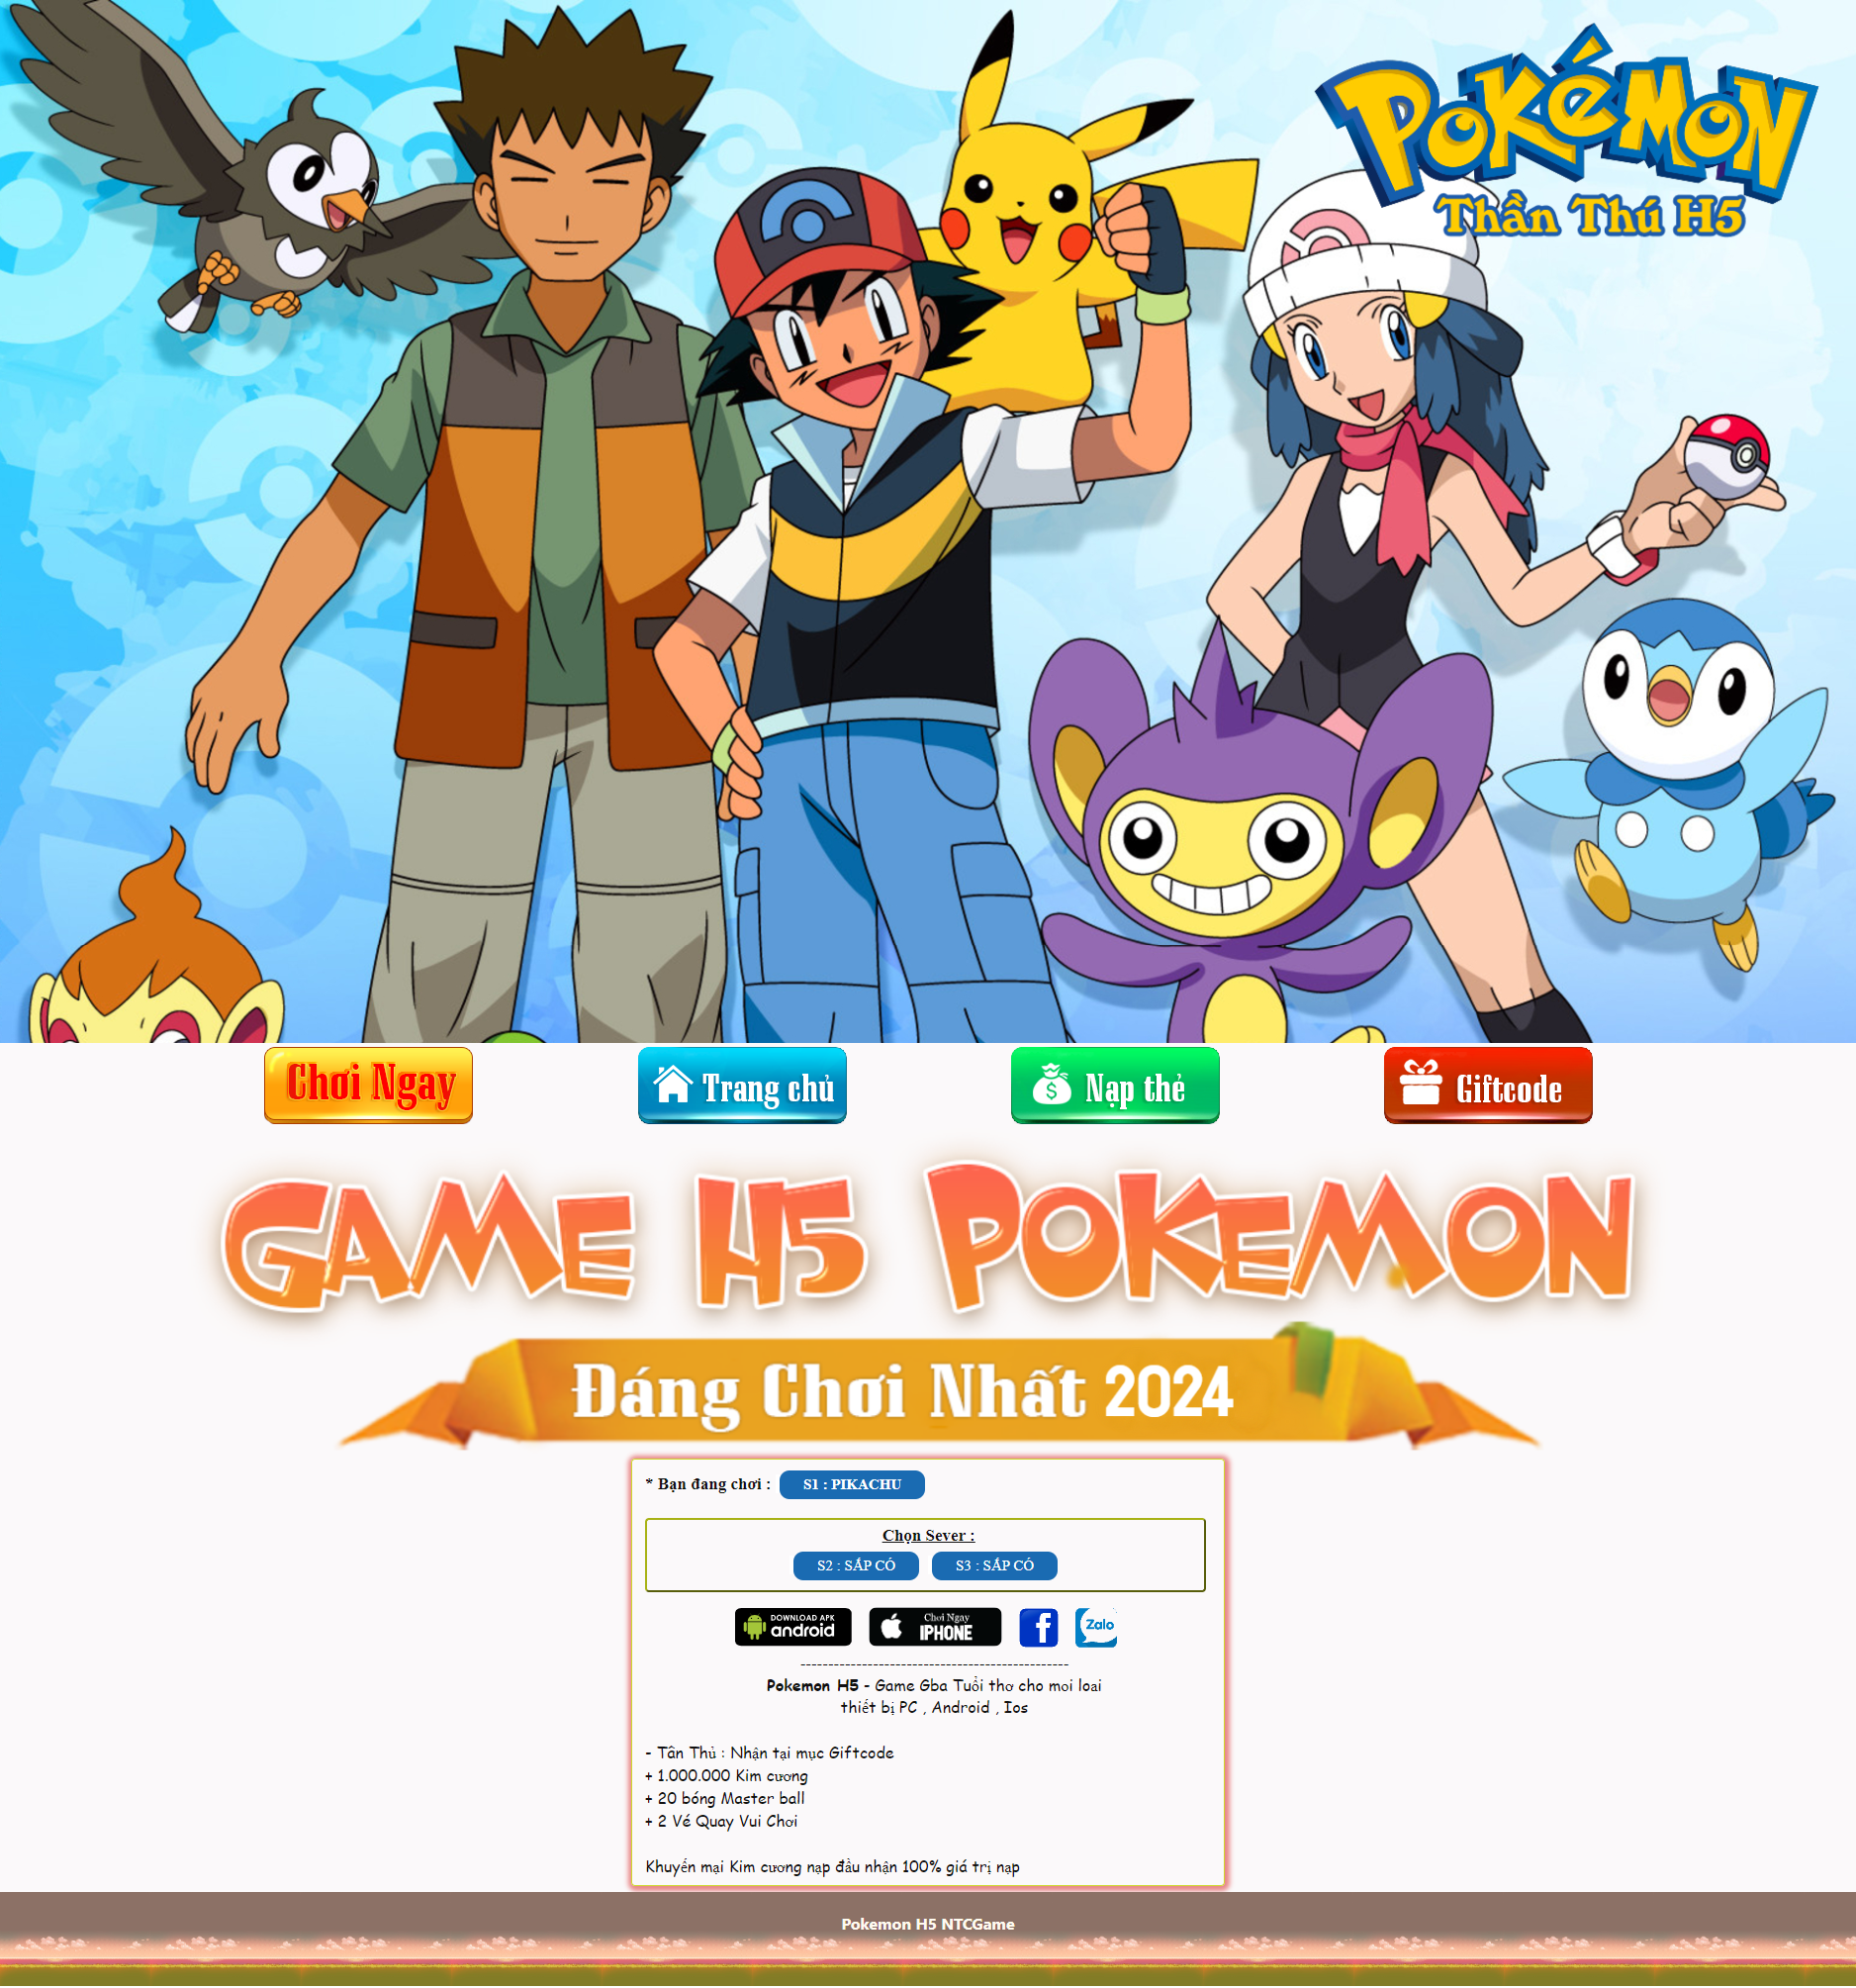 POKéMON
Thần Thú H5
Chơi Ngay
Trang chủ
Nạp thẻ
Giftcode
GAME H5 POKEMON
Đáng Chơi Nhất 2024
* Bạn đang chơi : S1 : PIKACHU
Chọn Sever :
S2 : SẮP CÓ S3 : SẮP CÓ
DOWNLOAD APK
android
Chơi Ngay
IPHONE
f
Zalo
------------------------------------------------
Pokemon H5 - Game Gba Tuổi thơ cho mọi loại
thiết bị PC , Android , Ios
- Tân Thủ : Nhận tại mục Giftcode
+ 1.000.000 Kim cương
+ 20 bóng Master ball
+ 2 Vé Quay Vui Chơi
Khuyến mại Kim cương nạp đầu nhận 100% giá trị nạp
Pokemon H5 NTCGame